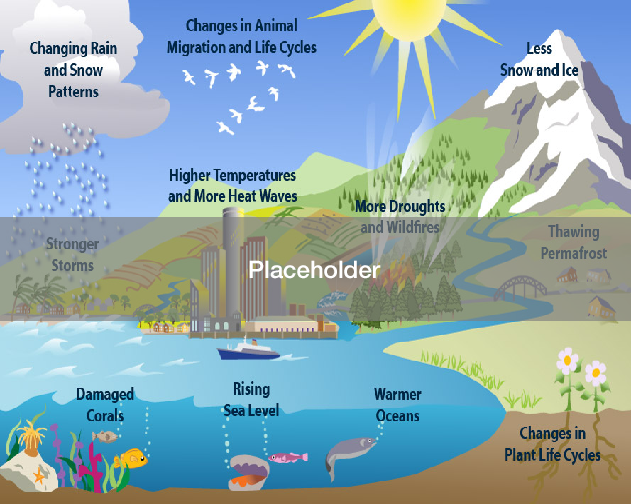 Changing Rain
and Snow
Patterns
Changes in Animal
Migration and Life Cycles
Less
Snow and Ice
Higher Temperatures
and More Heat Waves
More Droughts
and Wildfires
Stronger
Storms
Placeholder
Thawing
Permafrost
Damaged
Corals
Rising
Sea Level
Warmer
Oceans
Changes in
Plant Life Cycles